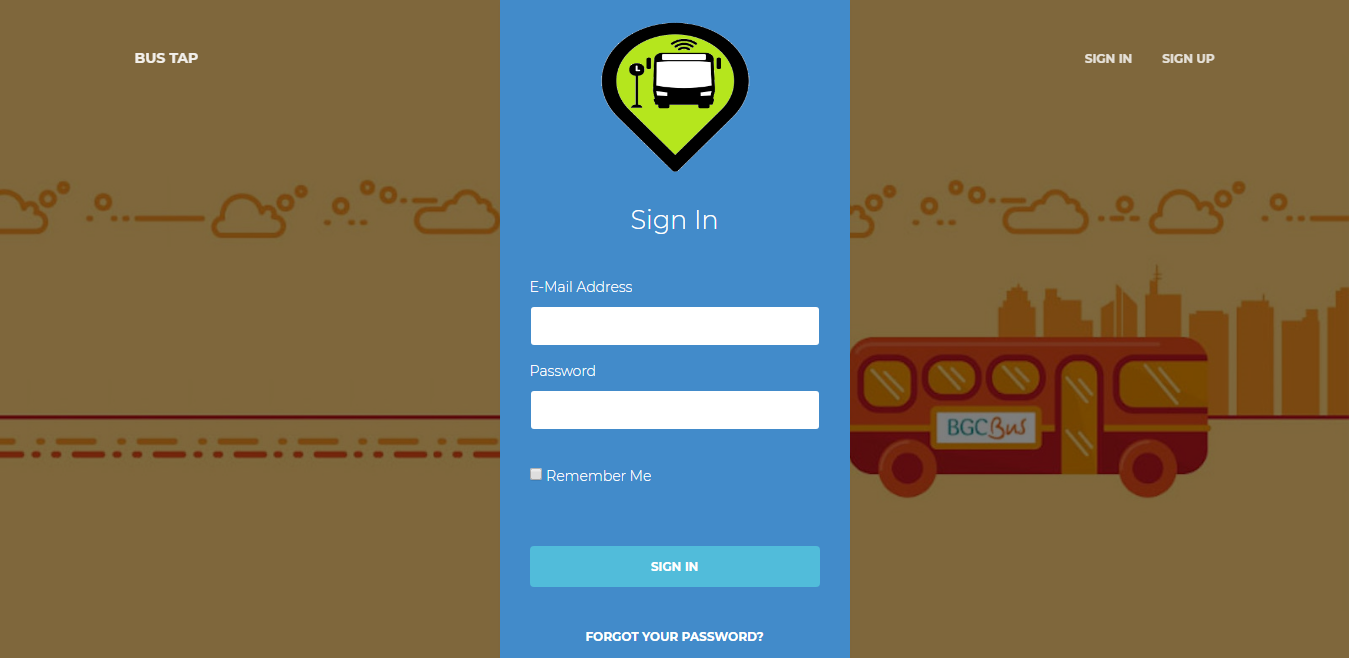 BUS TAP
SIGN IN
SIGN UP
Sign In
E-Mail Address
Password
BGCBus
Remember Me
SIGN IN
FORGOT YOUR PASSWORD?